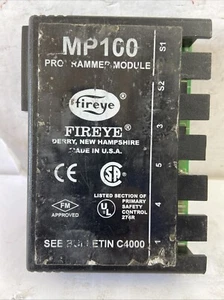 MP100
PROGRAMMER MODULE
fireye
FIREYE
DERRY, NEW HAMPSHIRE
MADE IN U.S.A.
CE
SA
FM
APPROVED
UL
LISTED SECTION OF
PRIMARY SAFETY
CONTROL
SEE BULLETIN C4000
S1
S2
3
5
4
1